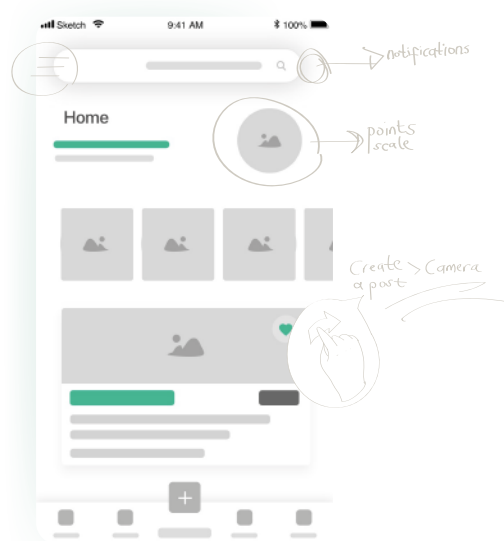 Sketch 9:41 AM 100%
notifications
Home
points
scale
Create > Camera
a post